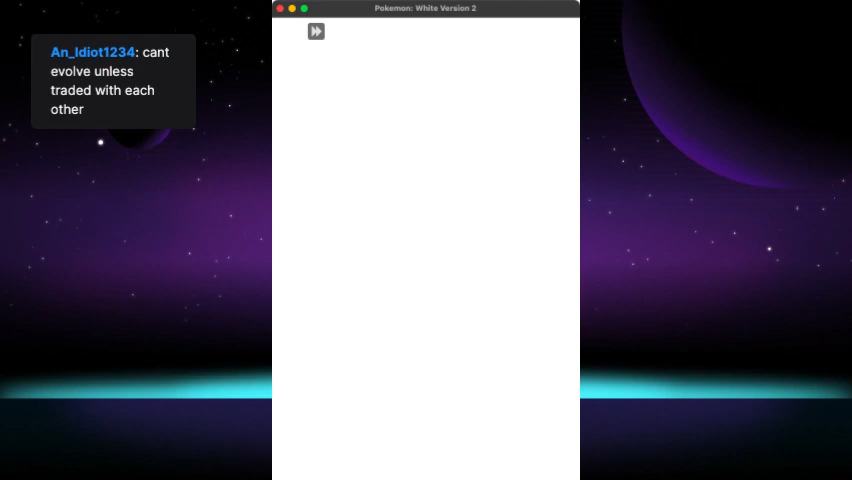 Pokemon: White Version 2
An_Idiot1234: cant
evolve unless
traded with each
other